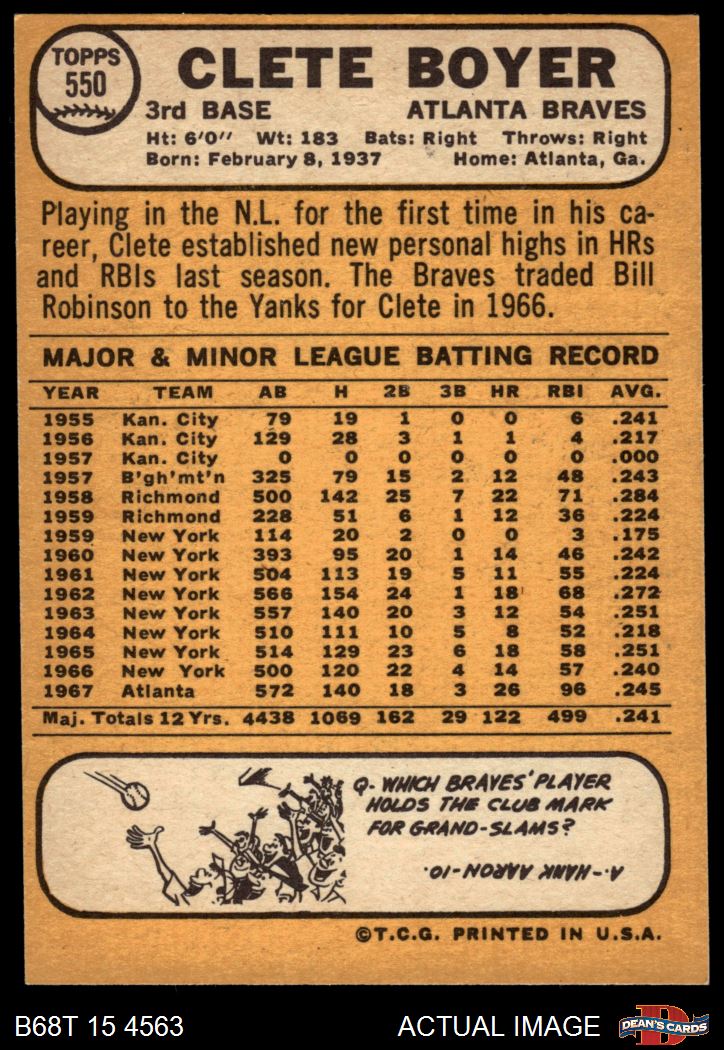 TOPPS
550
CLETE BOYER
3rd BASE ATLANTA BRAVES
Ht: 6'0" Wt: 183 Bats: Right Throws: Right
Born: February 8, 1937 Home: Atlanta, Ga.
Playing in the N.L. for the first time in his ca-
reer, Clete established new personal highs in HRs
and RBIs last season. The Braves traded Bill
Robinson to the Yanks for Clete in 1966.
MAJOR & MINOR LEAGUE BATTING RECORD
YEAR TEAM AB H 2B 3B HR RBI AVG.
1955 Kan. City 79 19 1 0 0 6 .241
1956 Kan. City 129 28 3 1 1 4 .217
1957 Kan. City 0 0 0 0 0 0 .000
1957 B'gh'mt'n 325 79 15 2 12 48 .243
1958 Richmond 500 142 25 7 22 71 .284
1959 Richmond 228 51 6 1 12 36 .224
1959 New York 114 20 2 0 0 3 .175
1960 New York 393 95 20 1 14 46 .242
1961 New York 504 113 19 5 11 55 .224
1962 New York 566 154 24 1 18 68 .272
1963 New York 557 140 20 3 12 54 .251
1964 New York 510 111 10 5 8 52 .218
1965 New York 514 129 23 6 18 58 .251
1966 New York 500 120 22 4 14 57 .240
1967 Atlanta 572 140 18 3 26 96 .245
Maj. Totals 12 Yrs. 4438 1069 162 29 122 499 .241
Q- WHICH BRAVES' PLAYER
HOLDS THE CLUB MARK
FOR GRAND-SLAMS?
A.- HANK AARON-10.
©T.C.G. PRINTED IN U.S.A.
B68T 15 4563 ACTUAL IMAGE DEAN'S CARDS